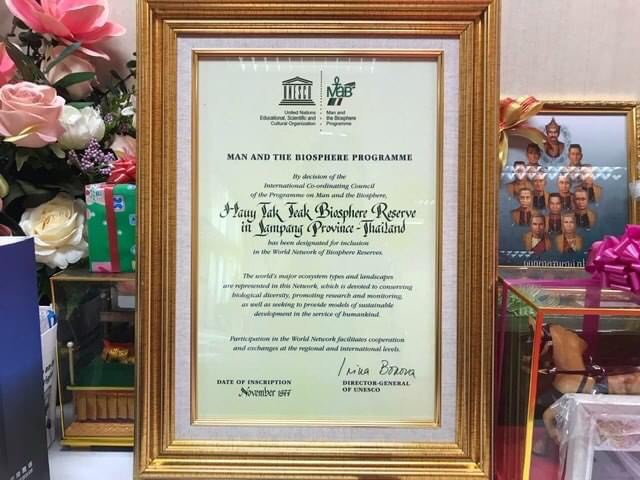 UNESCO
MaB
United Nations
Educational, Scientific and
Cultural Organization
Man and
the Biosphere
Programme
MAN AND THE BIOSPHERE PROGRAMME
By decision of the
International Co-ordinating Council
of the Programme on Man and the Biosphere,
Hauy Tak Teak Biosphere Reserve
in Lampang Province - Thailand
has been designated for inclusion
in the World Network of Biosphere Reserves.
The world's major ecosystem types and landscapes
are represented in this Network, which is devoted to conserving
biological diversity, promoting research and monitoring,
as well as seeking to provide models of sustainable
development in the service of humankind.
Participation in the World Network facilitates cooperation
and exchanges at the regional and international levels.
Irina Bokova
DATE OF INSCRIPTION
November 1977
DIRECTOR-GENERAL
OF UNESCO